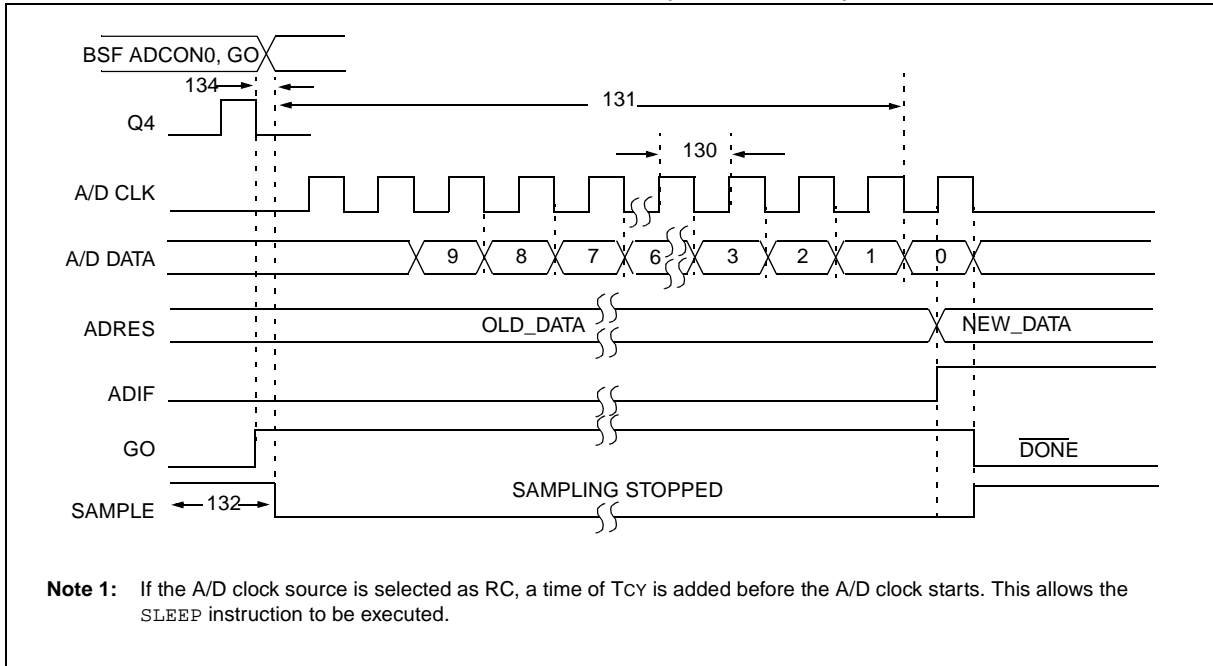 BSF ADCON0, GO
134
131
Q4
130
A/D CLK
A/D DATA 9 8 7 6 3 2 1 0
ADRES OLD_DATA NEW_DATA
ADIF
GO DONE
SAMPLE 132 SAMPLING STOPPED
Note 1: If the A/D clock source is selected as RC, a time of TCY is added before the A/D clock starts. This allows the
SLEEP instruction to be executed.